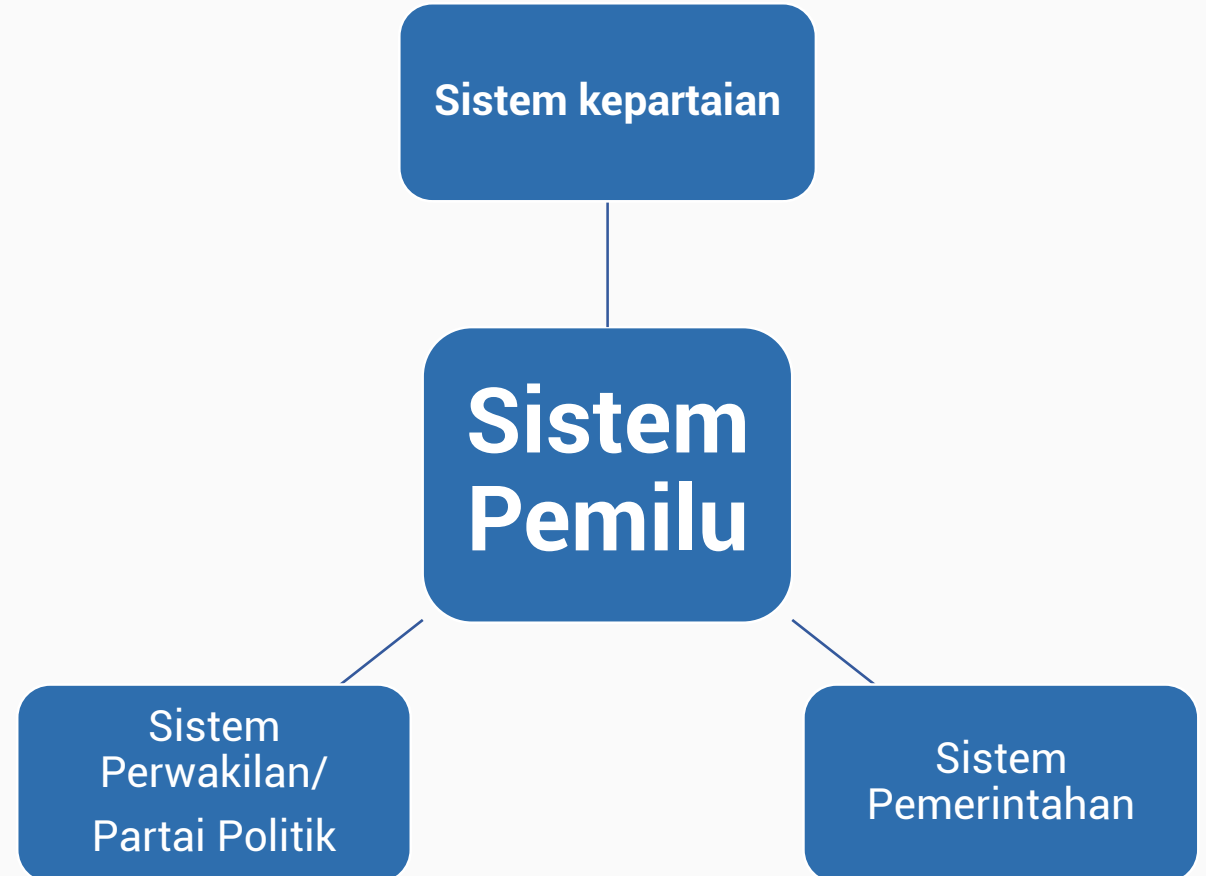 Sistem kepartaian
Sistem
Pemilu
Sistem
Perwakilan/
Partai Politik
Sistem
Pemerintahan